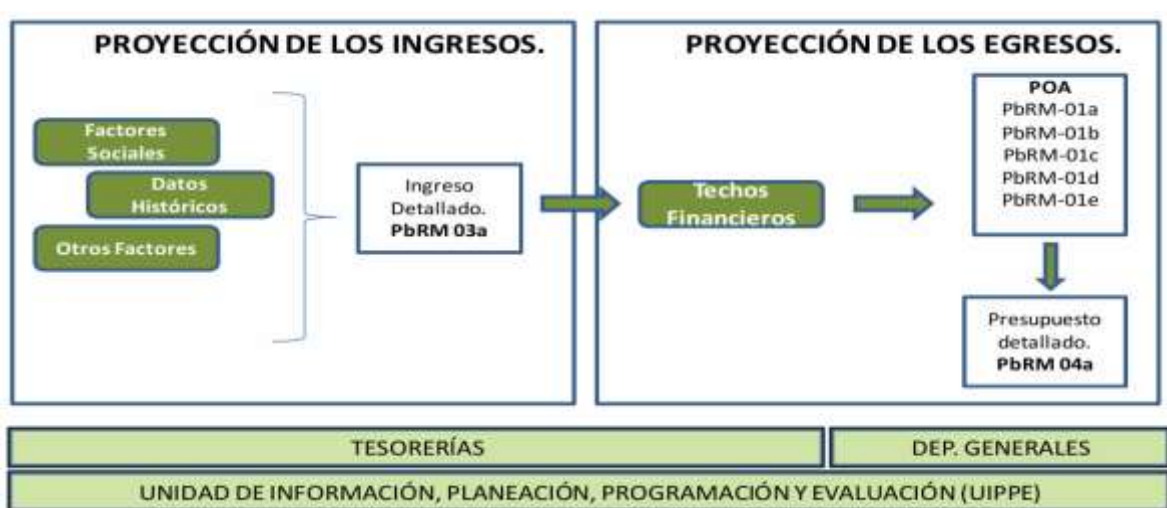 PROYECCIÓN DE LOS INGRESOS.
Factores
Sociales
Datos
Históricos
Otros Factores
Ingreso
Detallado.
PbRM 03a
PROYECCIÓN DE LOS EGRESOS.
Techos
Financieros
POA
PbRM-01a
PbRM-01b
PbRM-01c
PbRM-01d
PbRM-01e
Presupuesto
detallado.
PbRM 04a
TESORERÍAS
DEP. GENERALES
UNIDAD DE INFORMACIÓN, PLANEACIÓN, PROGRAMACIÓN Y EVALUACIÓN (UIPPE)